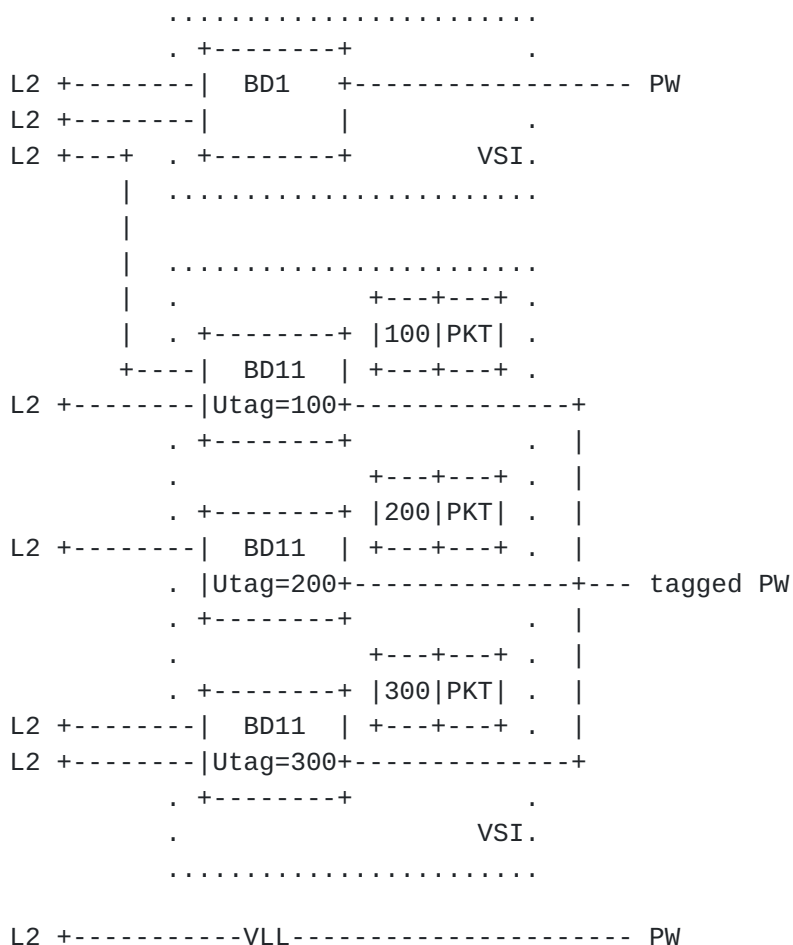 .......................
           . +--------+           .
L2 +--------|  BD1   +------------------ PW
L2 +--------|        |            .
L2 +---+  . +--------+        VSI.
       |  .......................
       |
       |  .......................
       |  .            +---+---+ .
       |  . +--------+ |100|PKT| .
       +----|  BD11  | +---+---+ .
L2 +--------|Utag=100+--------------+
          . +--------+           .  |
          .            +---+---+ .  |
          . +--------+ |200|PKT| .  |
L2 +--------|  BD11  | +---+---+ .  |
          . |Utag=200+--------------+--- tagged PW
          . +--------+           .  |
          .            +---+---+ .  |
          . +--------+ |300|PKT| .  |
L2 +--------|  BD11  | +---+---+ .  |
L2 +--------|Utag=300+--------------+
          . +--------+           .
          .                   VSI.
          .......................

L2 +-----------VLL---------------------- PW